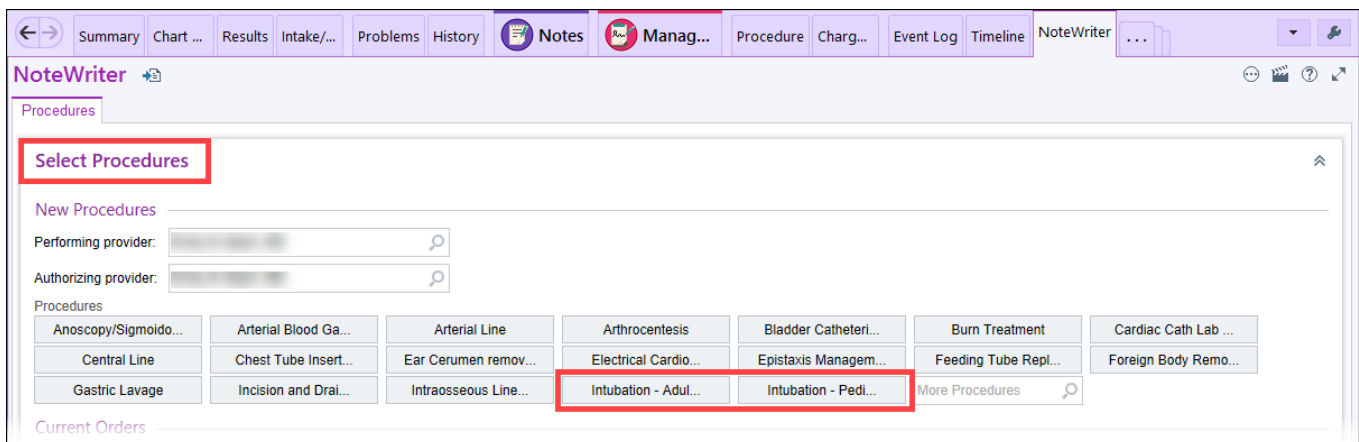 Summary Chart ... Results Intake/... Problems History Notes Manag... Procedure Charg... Event Log Timeline NoteWriter ...
NoteWriter
Procedures
Select Procedures
New Procedures
Performing provider:
Authorizing provider:
Procedures
Anoscopy/Sigmoido... Arterial Blood Ga... Arterial Line Arthrocentesis Bladder Catheteri... Burn Treatment Cardiac Cath Lab ...
Central Line Chest Tube Insert... Ear Cerumen remov... Electrical Cardio... Epistaxis Managem... Feeding Tube Repl... Foreign Body Remo...
Gastric Lavage Incision and Drai... Intraosseous Line... Intubation - Adul... Intubation - Pedi... More Procedures
Current Orders